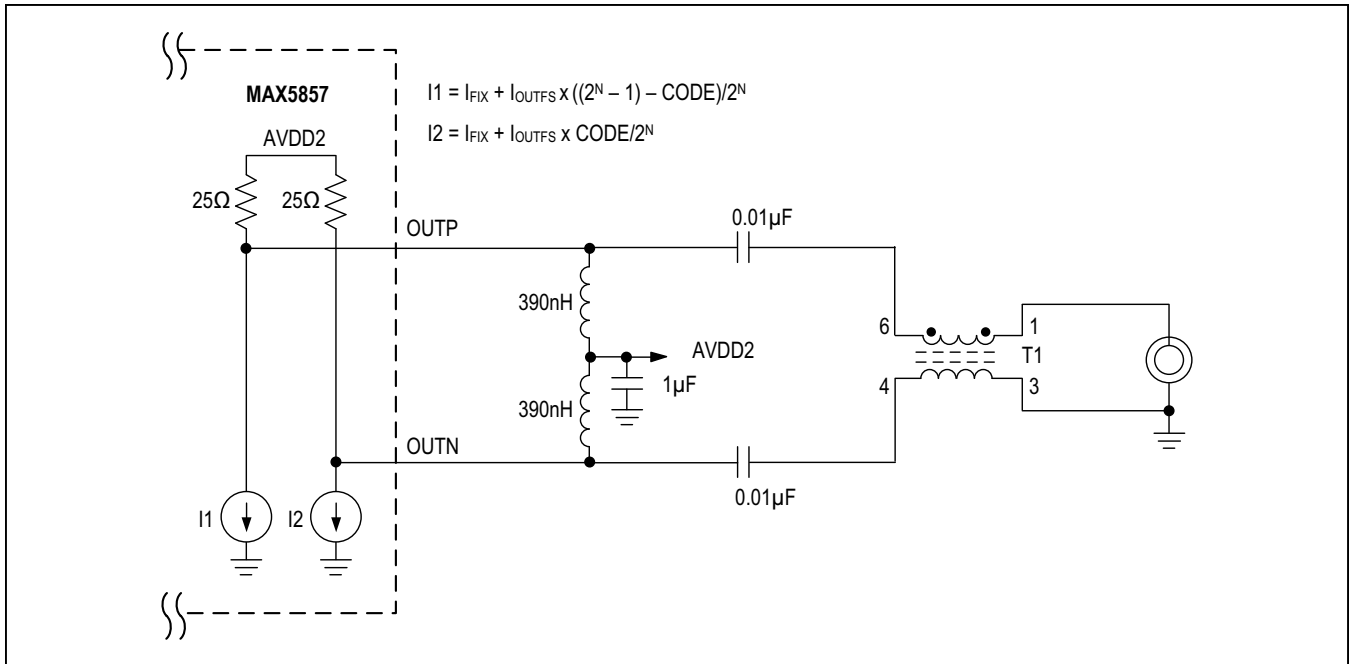 MAX5857
I1 = IFIX + IOUTFS x ((2ᴺ – 1) – CODE)/2ᴺ
I2 = IFIX + IOUTFS x CODE/2ᴺ
AVDD2
25Ω
25Ω
OUTP
0.01µF
390nH
6
1
AVDD2
T1
1µF
4
3
390nH
OUTN
0.01µF
I1
I2